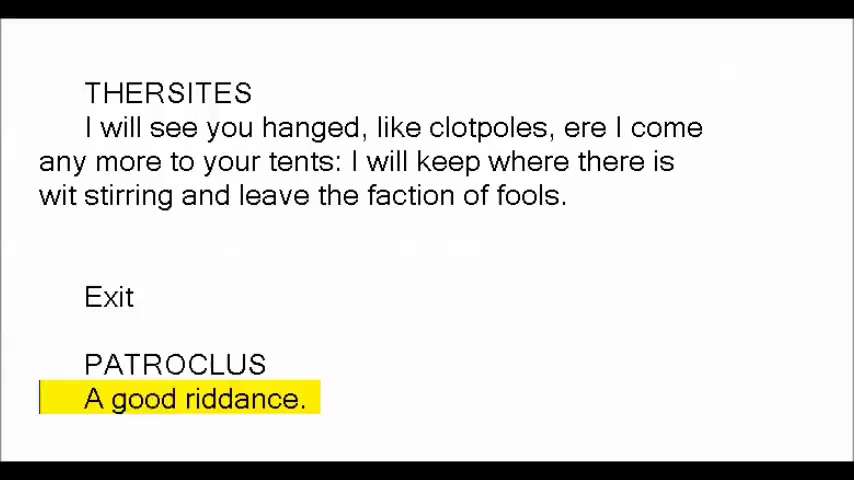 THERSITES
I will see you hanged, like clotpoles, ere I come
any more to your tents: I will keep where there is
wit stirring and leave the faction of fools.
Exit
PATROCLUS
A good riddance.